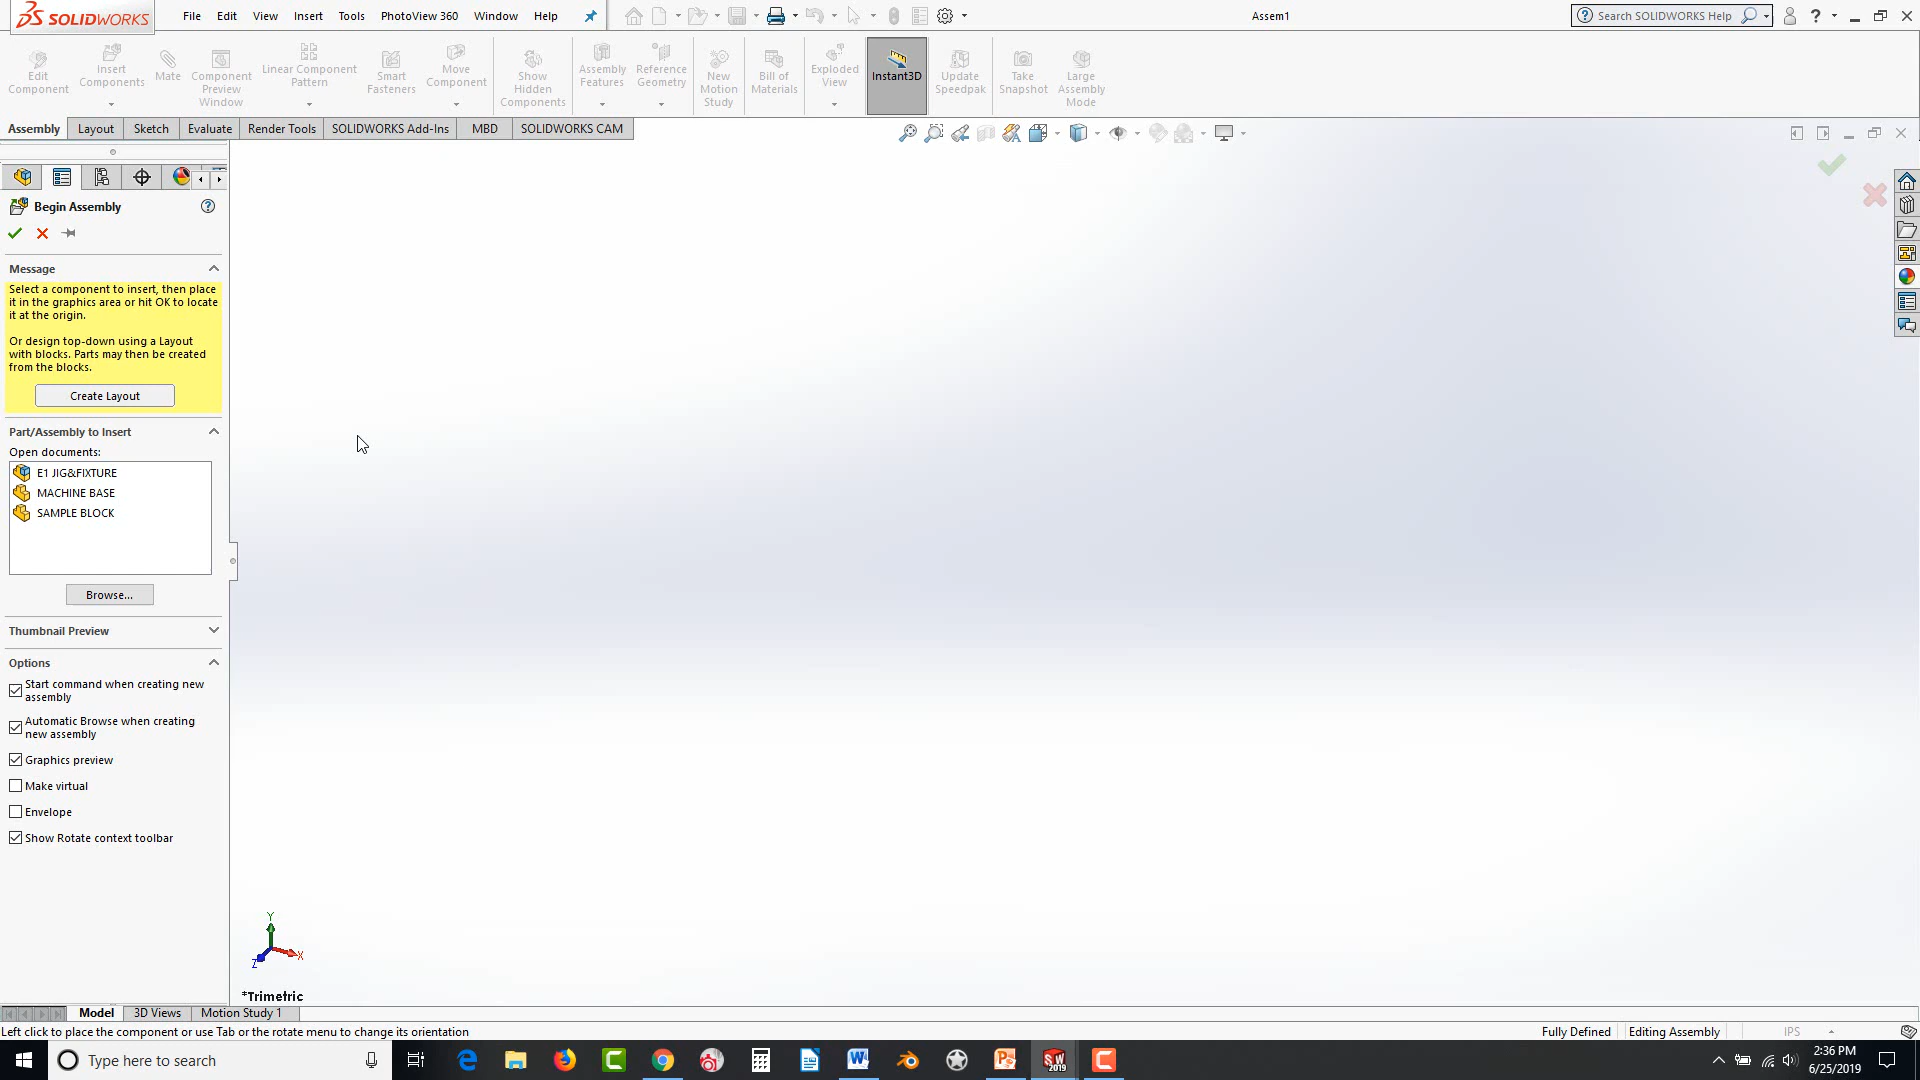 SOLIDWORKS
File Edit View Insert Tools PhotoView 360 Window Help
Assem1
Search SOLIDWORKS Help
Edit Component
Insert Components
Mate
Component Preview Window
Linear Component Pattern
Smart Fasteners
Move Component
Show Hidden Components
Assembly Features
Reference Geometry
New Motion Study
Bill of Materials
Exploded View
Instant3D
Update Speedpak
Take Snapshot
Large Assembly Mode
Assembly Layout Sketch Evaluate Render Tools SOLIDWORKS Add-Ins MBD SOLIDWORKS CAM
Begin Assembly
Message
Select a component to insert, then place
it in the graphics area or hit OK to locate
it at the origin.
Or design top-down using a Layout
with blocks. Parts may then be created
from the blocks.
Create Layout
Part/Assembly to Insert
Open documents:
E1 JIG&FIXTURE
MACHINE BASE
SAMPLE BLOCK
Browse...
Thumbnail Preview
Options
Start command when creating new
assembly
Automatic Browse when creating
new assembly
Graphics preview
Make virtual
Envelope
Show Rotate context toolbar
Y
X
Z
*Trimetric
Model 3D Views Motion Study 1
Left click to place the component or use Tab or the rotate menu to change its orientation
Fully Defined Editing Assembly IPS
Type here to search
SW 2019
2:36 PM
6/25/2019